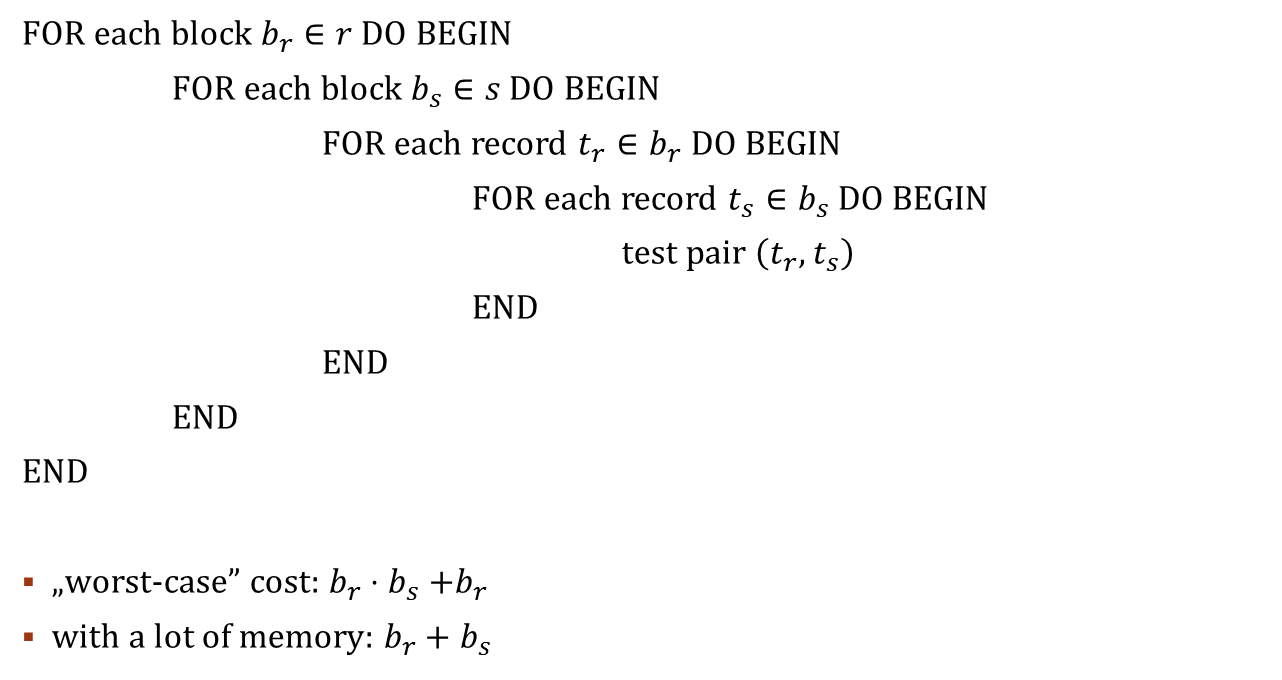 FOR each block b_r ∈ r DO BEGIN
FOR each block b_s ∈ s DO BEGIN
FOR each record t_r ∈ b_r DO BEGIN
FOR each record t_s ∈ b_s DO BEGIN
test pair (t_r, t_s)
END
END
END
END
▪ „worst-case” cost: b_r · b_s +b_r
▪ with a lot of memory: b_r + b_s